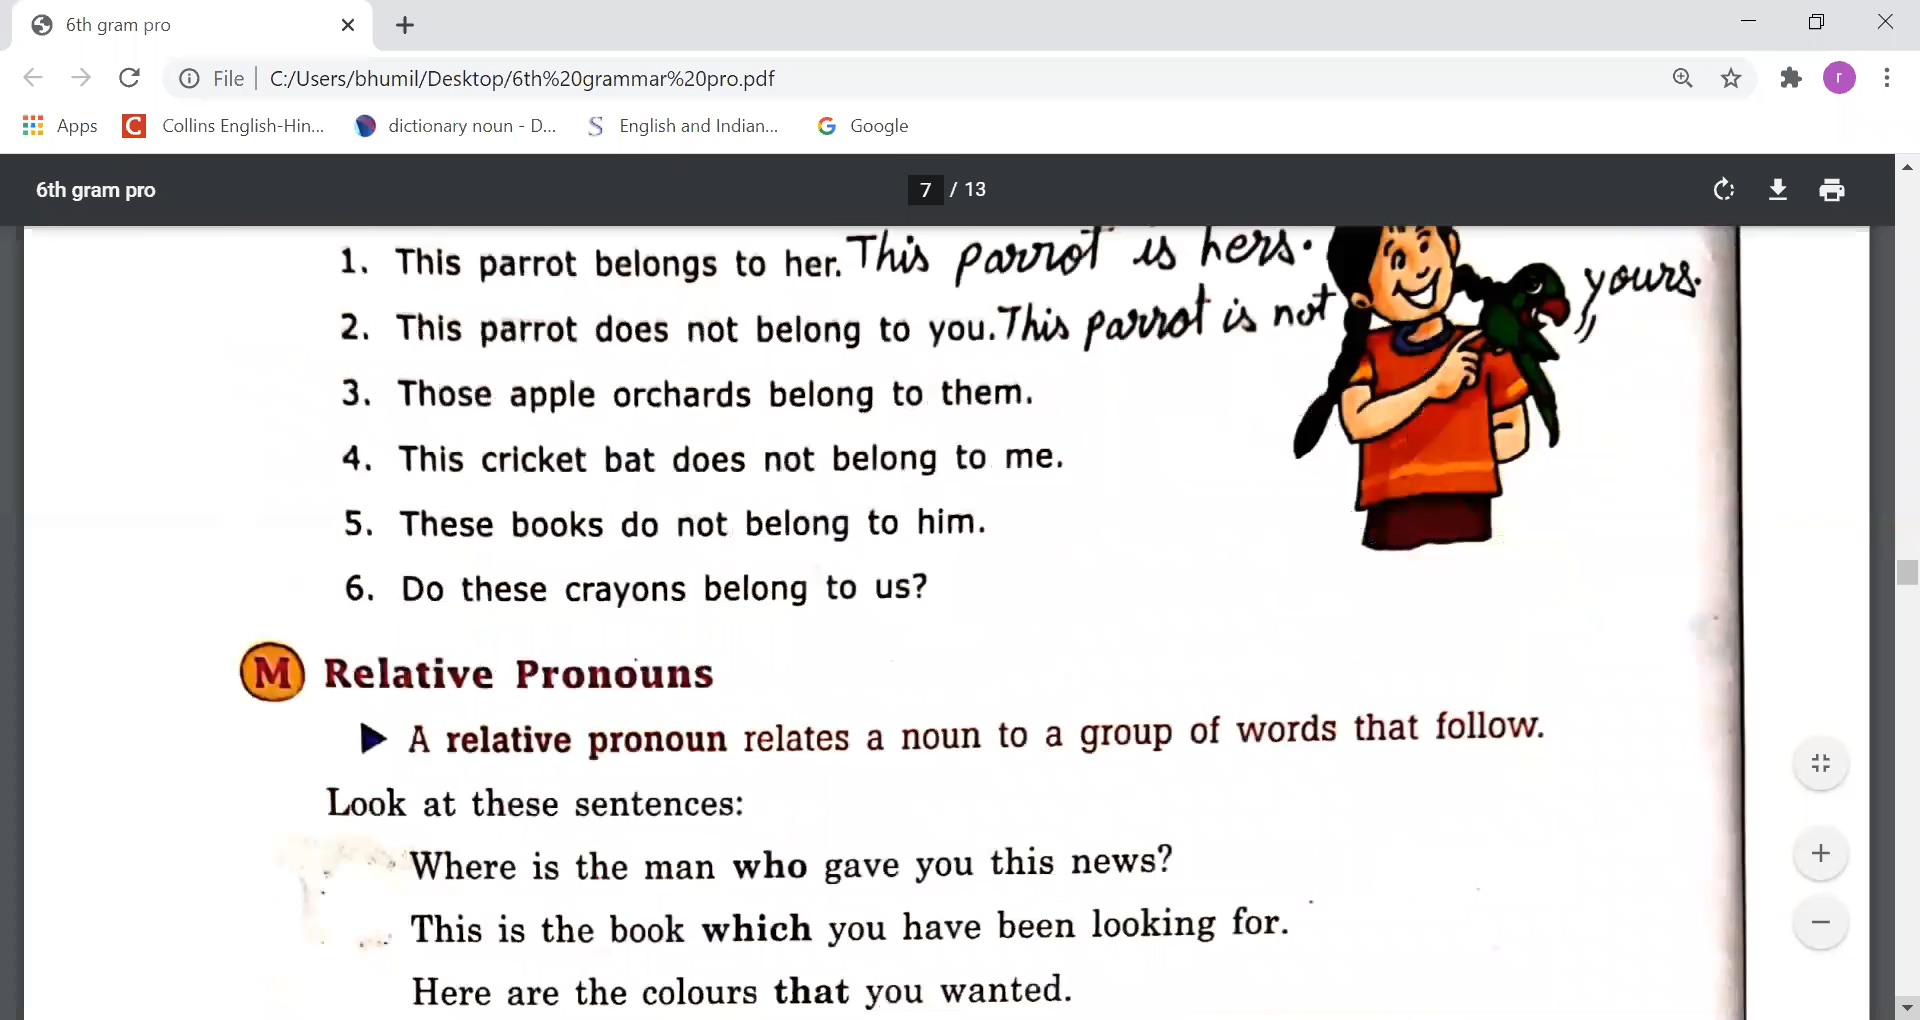 6th gram pro
File C:/Users/bhumil/Desktop/6th%20grammar%20pro.pdf
r
Apps Collins English-Hin... dictionary noun - D... English and Indian... Google
6th gram pro 7 / 13
1. This parrot belongs to her. This parrot is hers.
2. This parrot does not belong to you. This parrot is not yours.
3. Those apple orchards belong to them.
4. This cricket bat does not belong to me.
5. These books do not belong to him.
6. Do these crayons belong to us?
M Relative Pronouns
A relative pronoun relates a noun to a group of words that follow.
Look at these sentences:
Where is the man who gave you this news?
This is the book which you have been looking for.
Here are the colours that you wanted.